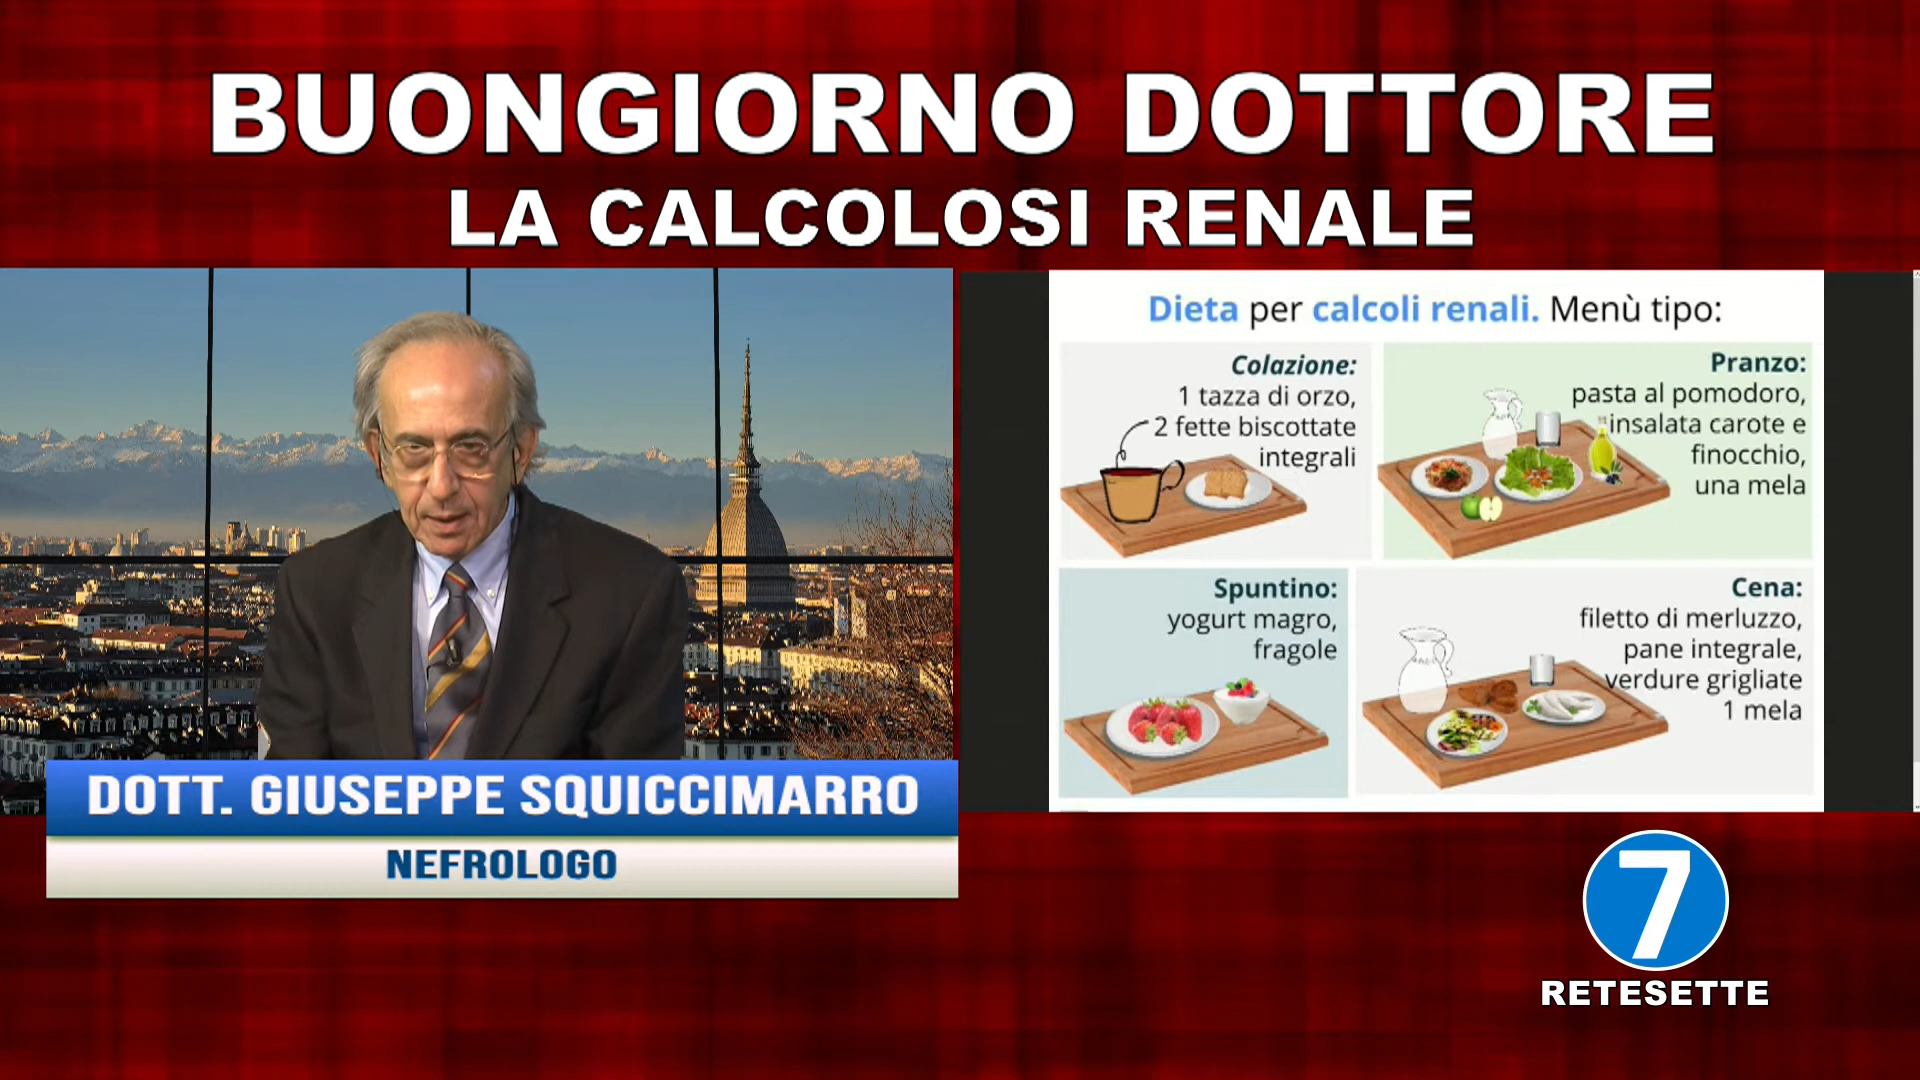 BUONGIORNO DOTTORE
LA CALCOLOSI RENALE
Dieta per calcoli renali. Menù tipo:
Colazione:
1 tazza di orzo,
2 fette biscottate
integrali
Pranzo:
pasta al pomodoro,
insalata carote e
finocchio,
una mela
Spuntino:
yogurt magro,
fragole
Cena:
filetto di merluzzo,
pane integrale,
verdure grigliate
1 mela
DOTT. GIUSEPPE SQUICCIMARRO
NEFROLOGO
7
RETESETTE